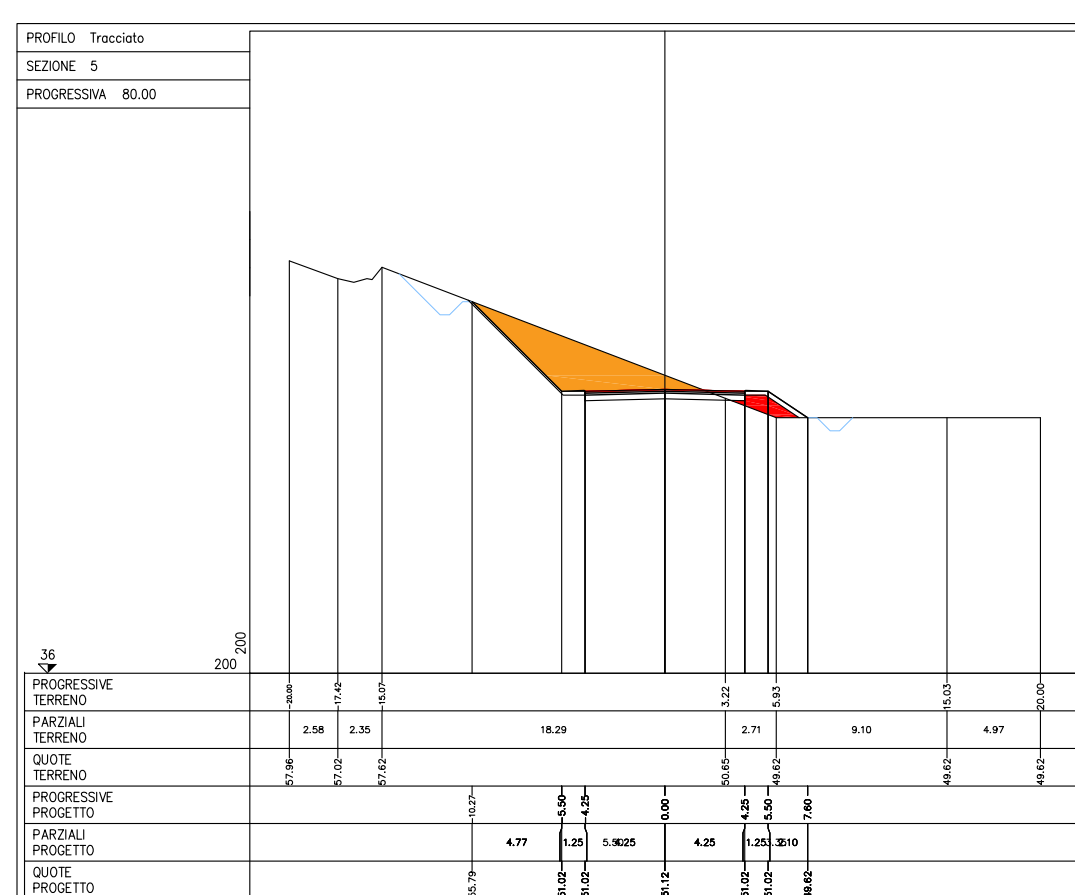 PROFILO Tracciato
SEZIONE 5
PROGRESSIVA 80.00
200
36
200
PROGRESSIVE TERRENO
-20.00 -17.42 -15.07 3.22 5.93 15.03 20.00
PARZIALI TERRENO
2.58 2.35 18.29 2.71 9.10 4.97
QUOTE TERRENO
57.96 57.02 57.62 50.65 49.62 49.62 49.62
PROGRESSIVE PROGETTO
-10.27 -5.50 -4.25 0.00 4.25 5.50 7.60
PARZIALI PROGETTO
4.77 1.25 4.25 4.25 1.25 2.10
QUOTE PROGETTO